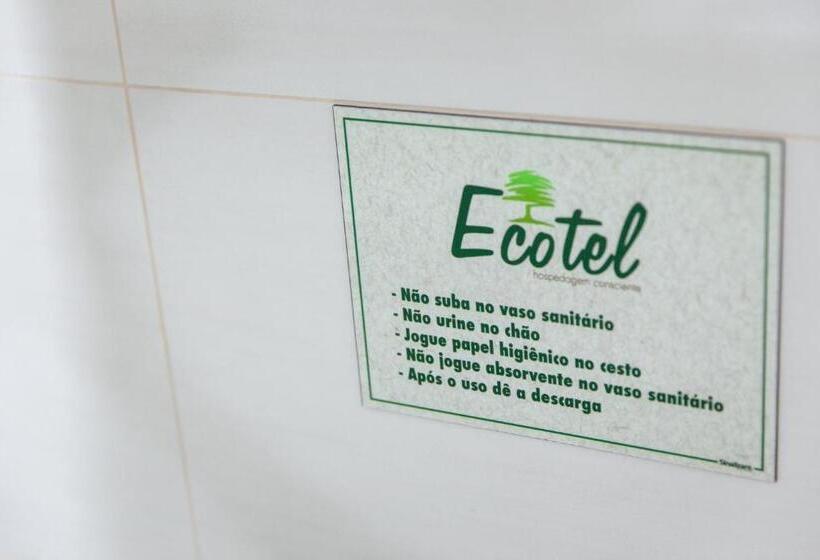 Ecotel
hospedagem consciente
- Não suba no vaso sanitário
- Não urine no chão
- Jogue papel higiênico no cesto
- Não jogue absorvente no vaso sanitário
- Após o uso dê a descarga